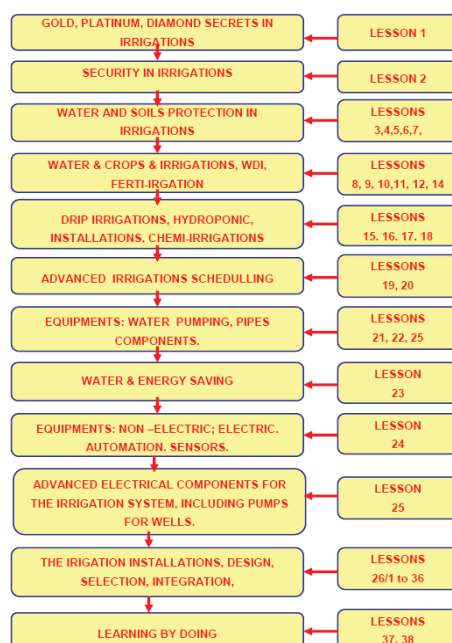 GOLD, PLATINUM, DIAMOND SECRETS IN
IRRIGATIONS
LESSON 1
SECURITY IN IRRIGATIONS
LESSON 2
WATER AND SOILS PROTECTION IN
IRRIGATIONS
LESSONS
3,4,5,6,7,
WATER & CROPS & IRRIGATIONS, WDI,
FERTI-IRGATION
LESSONS
8, 9, 10,11, 12, 14
DRIP IRRIGATIONS, HYDROPONIC,
INSTALLATIONS, CHEMI-IRRIGATIONS
LESSONS
15. 16. 17. 18
ADVANCED IRRIGATIONS SCHEDULLING
LESSONS
19, 20
EQUIPMENTS: WATER PUMPING, PIPES
COMPONENTS.
LESSONS
21, 22, 25
WATER & ENERGY SAVING
LESSON
23
EQUIPMENTS: NON –ELECTRIC; ELECTRIC.
AUTOMATION. SENSORS.
LESSON
24
ADVANCED ELECTRICAL COMPONENTS FOR
THE IRRIGATION SYSTEM, INCLUDING PUMPS
FOR WELLS.
LESSON
25
THE IRIGATION INSTALLATIONS, DESIGN,
SELECTION, INTEGRATION,
LESSONS
26/1 to 36
LEARNING BY DOING
LESSONS
37, 38